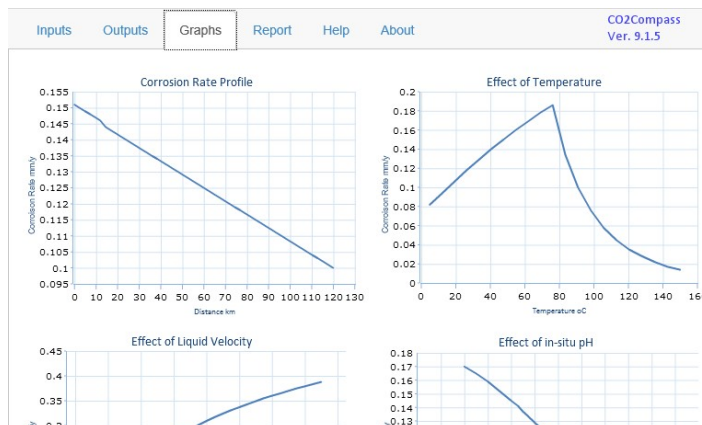 Inputs Outputs Graphs Report Help About
CO2Compass
Ver. 9.1.5
Corrosion Rate Profile
0.155
0.15
0.145
0.14
0.135
0.13
0.125
0.12
0.115
0.11
0.105
0.1
0.095
Corroison Rate mm/y
0 10 20 30 40 50 60 70 80 90 100 110 120 130
Distance km
Effect of Temperature
0.2
0.18
0.16
0.14
0.12
0.1
0.08
0.06
0.04
0.02
0
Corroison Rate mm/y
0 20 40 60 80 100 120 140 16
Temperature oC
Effect of Liquid Velocity
0.45
0.4
0.35
0.3
Effect of in-situ pH
0.18
0.17
0.16
0.15
0.14
0.13